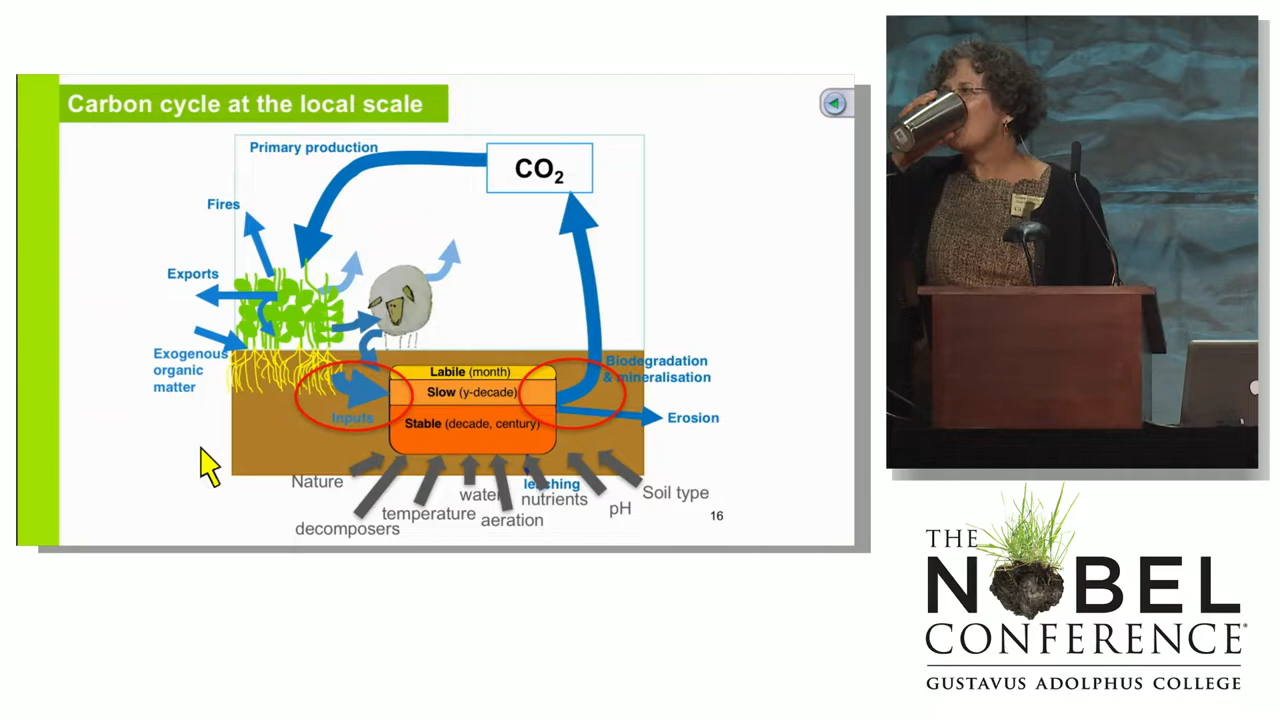 Carbon cycle at the local scale
Primary production
CO2
Fires
Exports
Exogenous
organic
matter
Biodegradation
& mineralisation
Labile (month)
Slow (y-decade)
Stable (decade, century)
Inputs
Erosion
Nature
decomposers
temperature
water
aeration
leaching
nutrients
pH
Soil type
16
THE
NOBEL
CONFERENCE®
GUSTAVUS ADOLPHUS COLLEGE